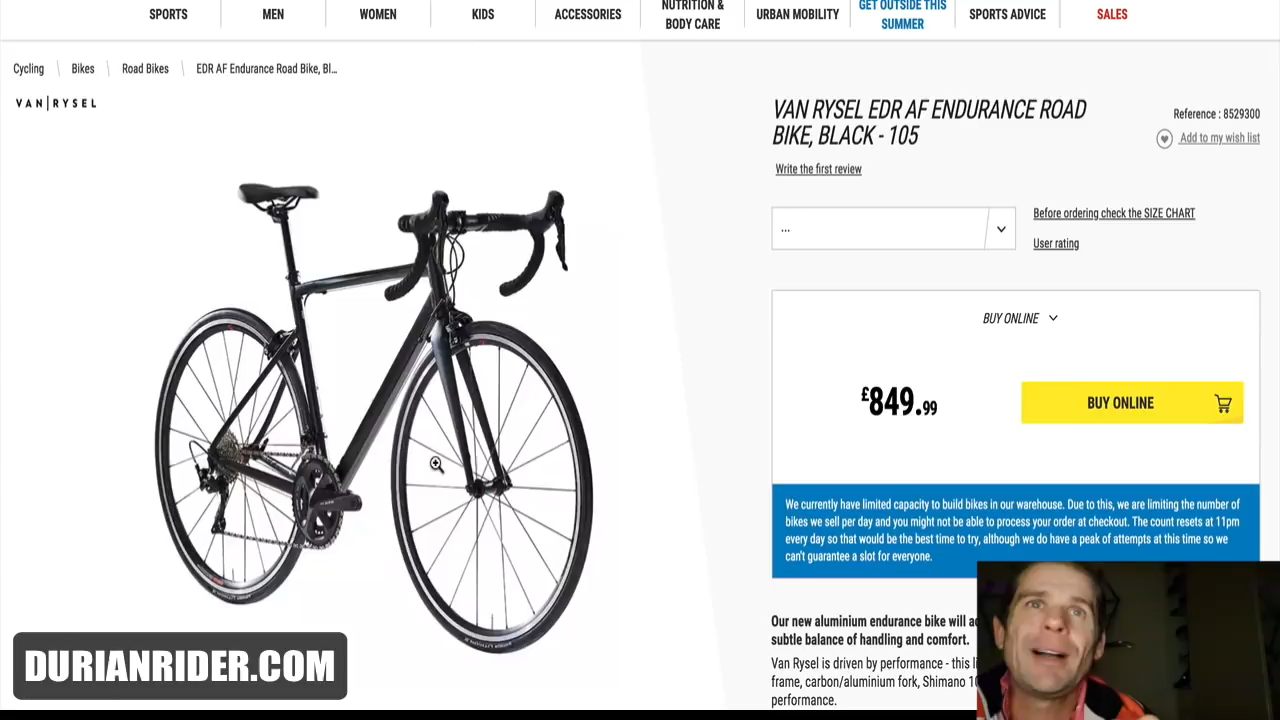 SPORTS
MEN
WOMEN
KIDS
ACCESSORIES
NUTRITION &
BODY CARE
URBAN MOBILITY
GET OUTSIDE THIS
SUMMER
SPORTS ADVICE
SALES
Cycling
Bikes
Road Bikes
EDR AF Endurance Road Bike, Bl...
VAN|RYSEL
VAN RYSEL EDR AF ENDURANCE ROAD
BIKE, BLACK - 105
Reference : 8529300
Add to my wish list
Write the first review
...
Before ordering check the SIZE CHART
User rating
BUY ONLINE
£849.99
BUY ONLINE
We currently have limited capacity to build bikes in our warehouse. Due to this, we are limiting the number of
bikes we sell per day and you might not be able to process your order at checkout. The count resets at 11pm
every day so that would be the best time to try, although we do have a peak of attempts at this time so we
can't guarantee a slot for everyone.
Our new aluminium endurance bike will
subtle balance of handling and comfort.
Van Rysel is driven by performance - this
frame, carbon/aluminium fork, Shimano
performance.
DURIANRIDER.COM